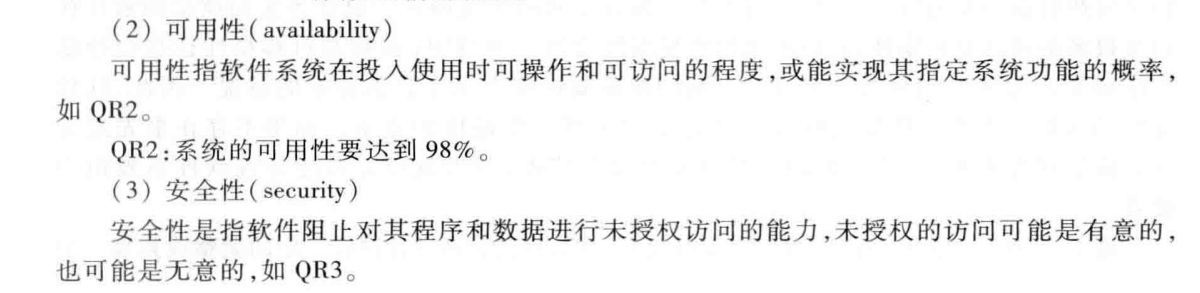 (2) 可用性(availability)
可用性指软件系统在投入使用时可操作和可访问的程度,或能实现其指定系统功能的概率,
如 QR2。
QR2:系统的可用性要达到 98%。
(3) 安全性(security)
安全性是指软件阻止对其程序和数据进行未授权访问的能力,未授权的访问可能是有意的,
也可能是无意的,如 QR3。